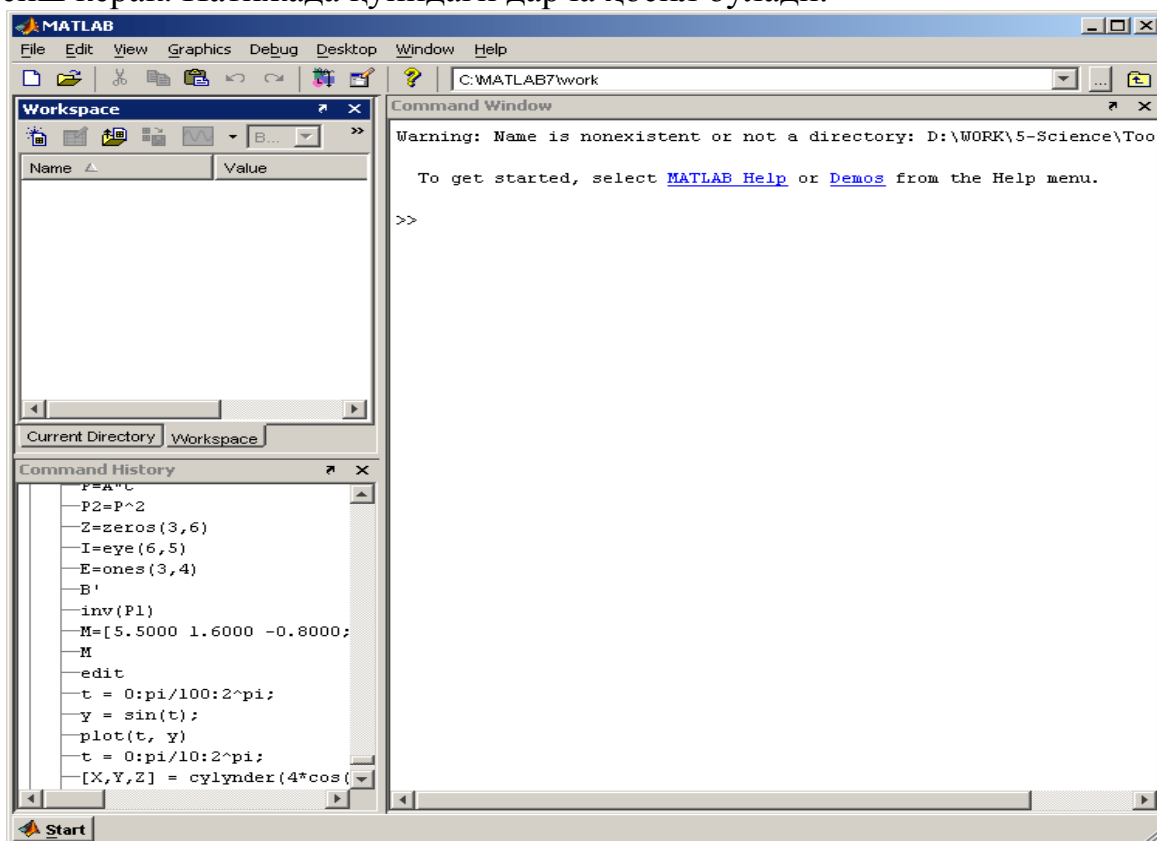 MATLAB
File Edit View Graphics Debug Desktop Window Help
C:\MATLAB7\work
Workspace
B...
Name
Value
Current Directory
Workspace
Command History
P2=P^2
Z=zeros(3,6)
I=eye(6,5)
E=ones(3,4)
B'
inv(P1)
M=[5.5000 1.6000 -0.8000;
M
edit
t = 0:pi/100:2^pi;
y = sin(t);
plot(t, y)
t = 0:pi/10:2^pi;
[X,Y,Z] = cylynder(4*cos(
Command Window
Warning: Name is nonexistent or not a directory: D:\WORK\5-Science\Too
To get started, select MATLAB Help or Demos from the Help menu.
>>
Start